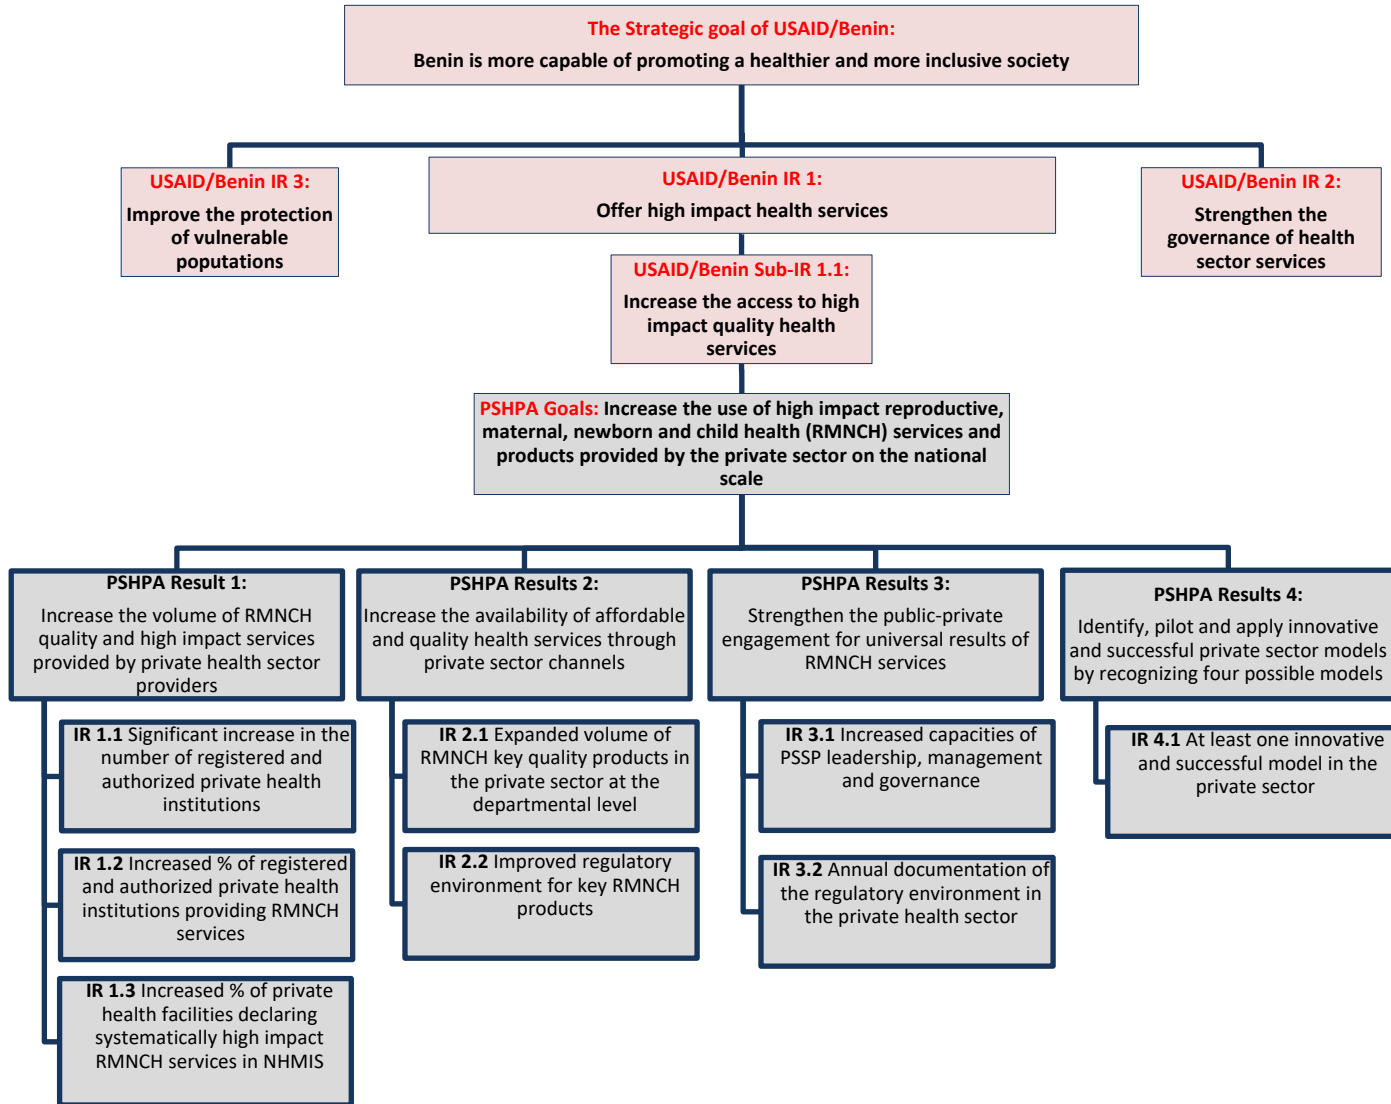 The Strategic goal of USAID/Benin:
Benin is more capable of promoting a healthier and more inclusive society
USAID/Benin IR 3:
Improve the protection
of vulnerable
poputations
USAID/Benin IR 1:
Offer high impact health services
USAID/Benin IR 2:
Strengthen the
governance of health
sector services
USAID/Benin Sub-IR 1.1:
Increase the access to high
impact quality health
services
PSHPA Goals: Increase the use of high impact reproductive,
maternal, newborn and child health (RMNCH) services and
products provided by the private sector on the national
scale
PSHPA Result 1:
Increase the volume of RMNCH
quality and high impact services
provided by private health sector
providers
PSHPA Results 2:
Increase the availability of affordable
and quality health services through
private sector channels
PSHPA Results 3:
Strengthen the public-private
engagement for universal results of
RMNCH services
PSHPA Results 4:
Identify, pilot and apply innovative
and successful private sector models
by recognizing four possible models
IR 1.1 Significant increase in the
number of registered and
authorized private health
institutions
IR 1.2 Increased % of registered
and authorized private health
institutions providing RMNCH
services
IR 1.3 Increased % of private
health facilities declaring
systematically high impact
RMNCH services in NHMIS
IR 2.1 Expanded volume of
RMNCH key quality products in
the private sector at the
departmental level
IR 2.2 Improved regulatory
environment for key RMNCH
products
IR 3.1 Increased capacities of
PSSP leadership, management
and governance
IR 3.2 Annual documentation of
the regulatory environment in
the private health sector
IR 4.1 At least one innovative
and successful model in the
private sector